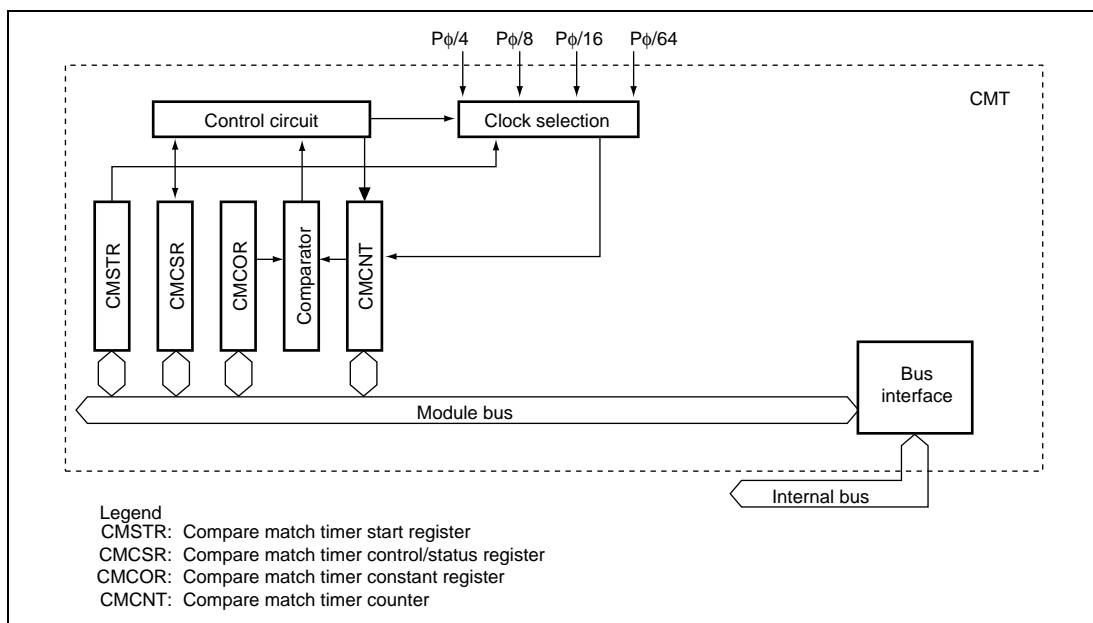 Pφ/4 Pφ/8 Pφ/16 Pφ/64
CMT
Control circuit
Clock selection
CMSTR
CMCSR
CMCOR
Comparator
CMCNT
Bus
interface
Module bus
Internal bus
Legend
CMSTR: Compare match timer start register
CMCSR: Compare match timer control/status register
CMCOR: Compare match timer constant register
CMCNT: Compare match timer counter